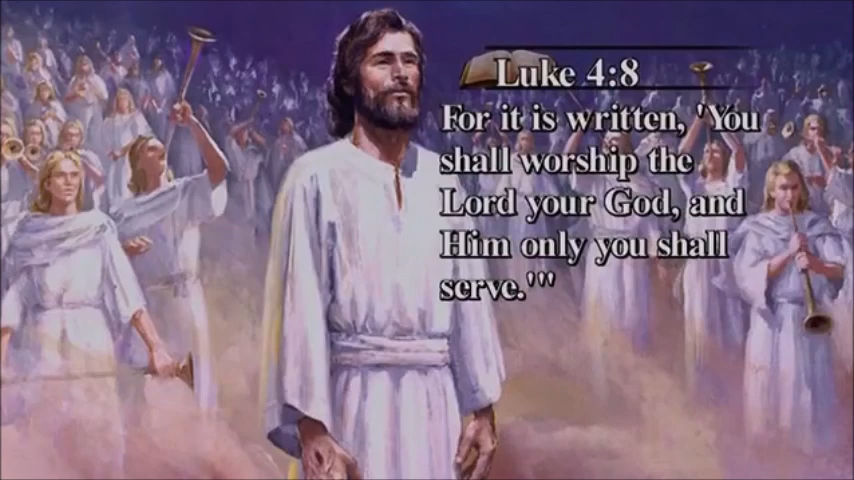 Luke 4:8
For it is written, 'You
shall worship the
Lord your God, and
Him only you shall
serve.'"